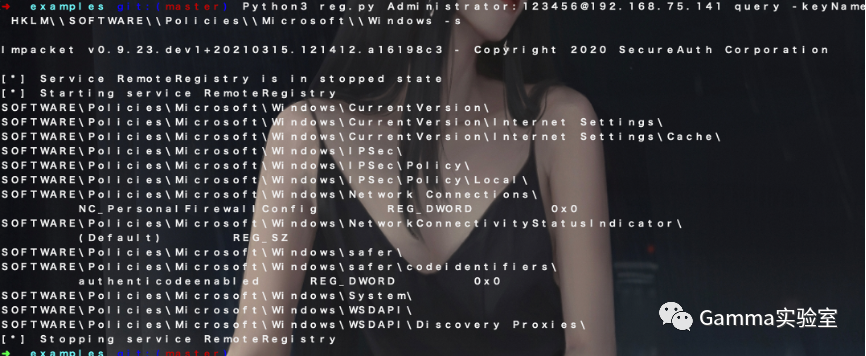 → examples git:(master) Python3 reg.py Administrator:123456@192.168.75.141 query -keyName
HKLM\\SOFTWARE\\Policies\\Microsoft\\Windows -s
Impacket v0.9.23.dev1+20210315.121412.a16198c3 - Copyright 2020 SecureAuth Corporation
[*] Service RemoteRegistry is in stopped state
[*] Starting service RemoteRegistry
SOFTWARE\Policies\Microsoft\Windows\CurrentVersion\
SOFTWARE\Policies\Microsoft\Windows\CurrentVersion\Internet Settings\
SOFTWARE\Policies\Microsoft\Windows\CurrentVersion\Internet Settings\Cache\
SOFTWARE\Policies\Microsoft\Windows\IPSec\
SOFTWARE\Policies\Microsoft\Windows\IPSec\Policy\
SOFTWARE\Policies\Microsoft\Windows\IPSec\Policy\Local\
SOFTWARE\Policies\Microsoft\Windows\Network Connections\
NC_PersonalFirewallConfig REG_DWORD 0x0
SOFTWARE\Policies\Microsoft\Windows\NetworkConnectivityStatusIndicator\
(Default) REG_SZ
SOFTWARE\Policies\Microsoft\Windows\safer\
SOFTWARE\Policies\Microsoft\Windows\safer\codeidentifiers\
authenticodeenabled REG_DWORD 0x0
SOFTWARE\Policies\Microsoft\Windows\System\
SOFTWARE\Policies\Microsoft\Windows\WSDAPI\
SOFTWARE\Policies\Microsoft\Windows\WSDAPI\Discovery Proxies\
[*] Stopping service RemoteRegistry
→ examples git:(master)
Gamma实验室